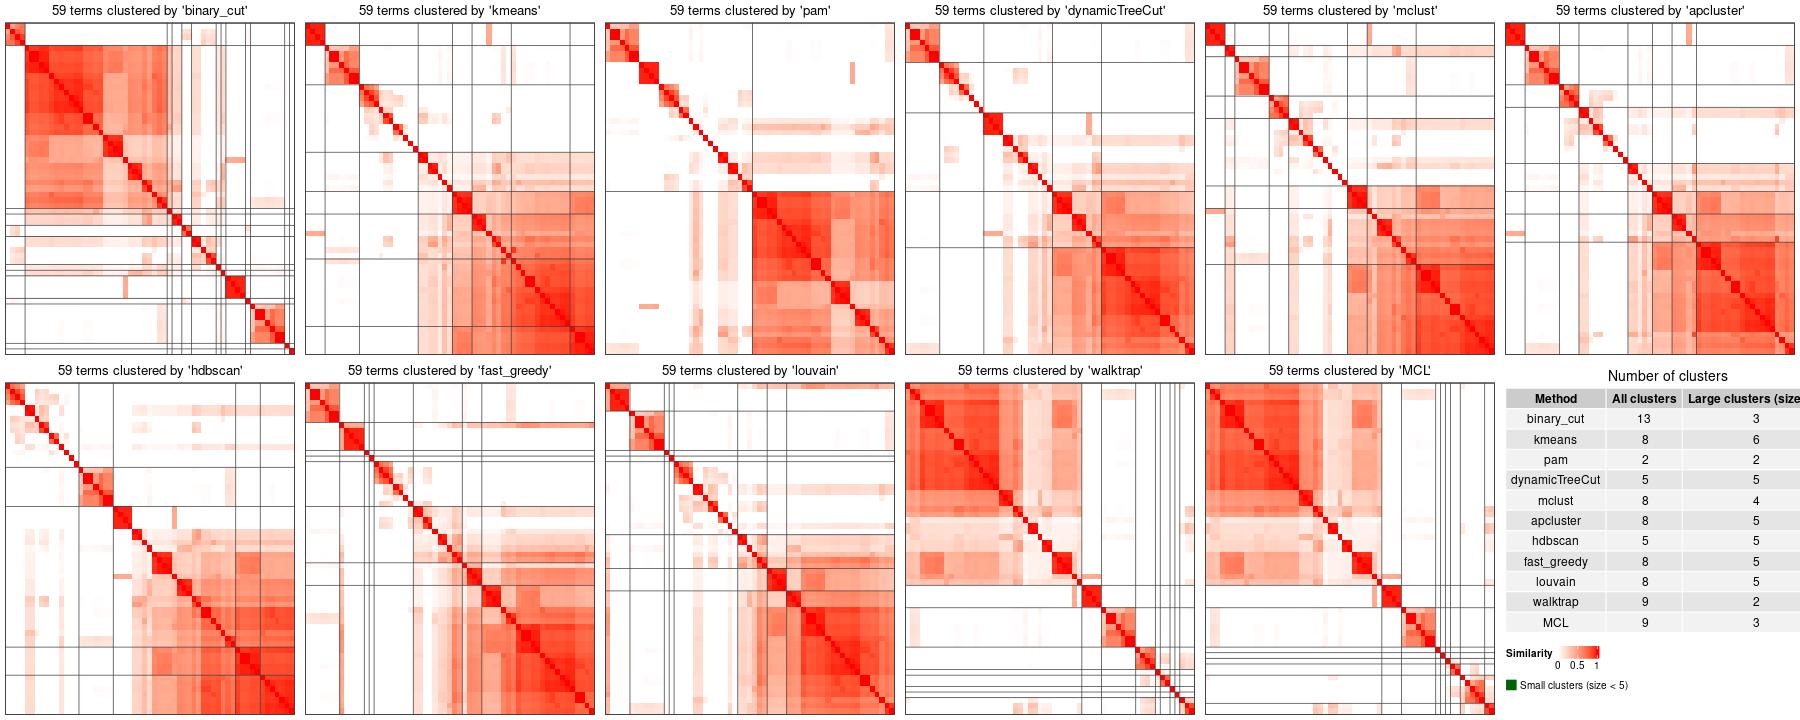 59 terms clustered by 'binary_cut'
59 terms clustered by 'kmeans'
59 terms clustered by 'pam'
59 terms clustered by 'dynamicTreeCut'
59 terms clustered by 'mclust'
59 terms clustered by 'apcluster'
59 terms clustered by 'hdbscan'
59 terms clustered by 'fast_greedy'
59 terms clustered by 'louvain'
59 terms clustered by 'walktrap'
59 terms clustered by 'MCL'
Number of clusters
Method All clusters Large clusters (size
binary_cut 13 3
kmeans 8 6
pam 2 2
dynamicTreeCut 5 5
mclust 8 4
apcluster 8 5
hdbscan 5 5
fast_greedy 8 5
louvain 8 5
walktrap 9 2
MCL 9 3
Similarity
0 0.5 1
Small clusters (size < 5)